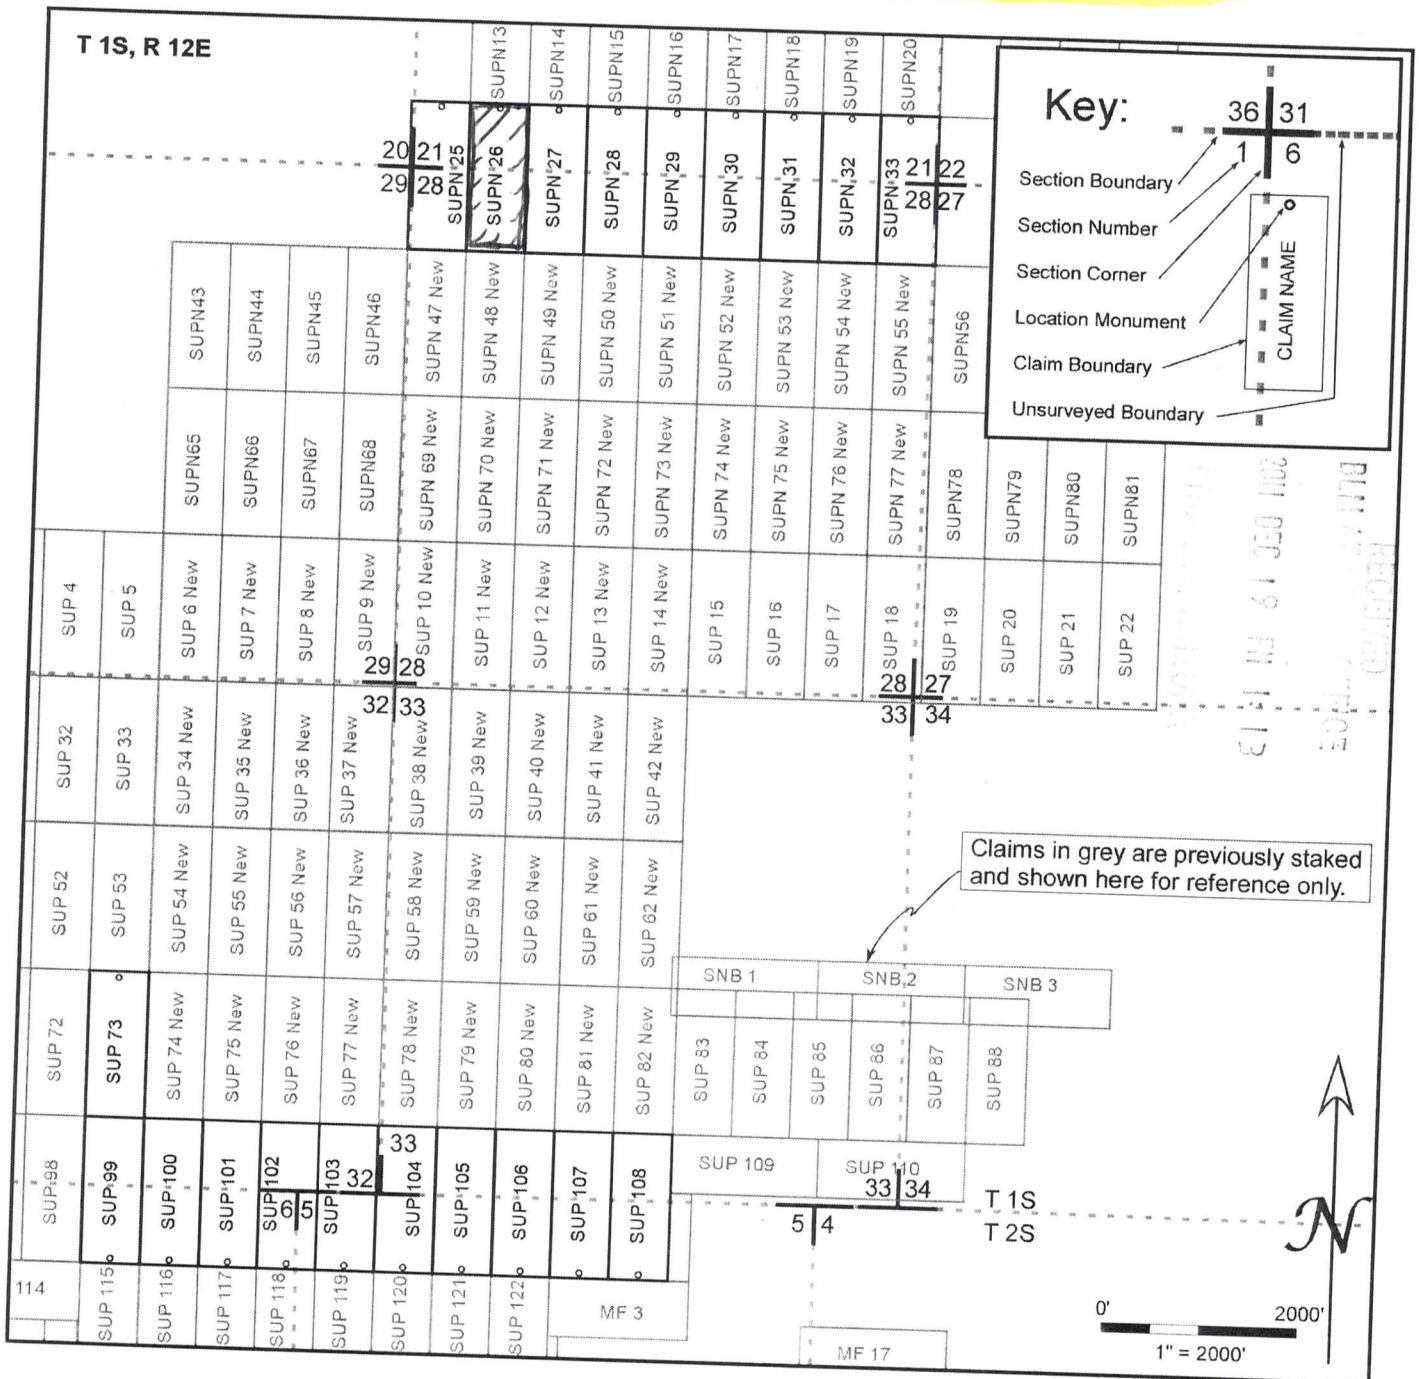 T 1S, R 12E
SUPN13
SUPN14
SUPN15
SUPN16
SUPN17
SUPN18
SUPN19
SUPN20
Key:
36 31
1 6
Section Boundary
Section Number
Section Corner
Location Monument
Claim Boundary
Unsurveyed Boundary
CLAIM NAME
20 21
29 28
SUPN 25
SUPN 26
SUPN 27
SUPN 28
SUPN 29
SUPN 30
SUPN 31
SUPN 32
SUPN 33
21 22
28 27
SUPN43
SUPN44
SUPN45
SUPN46
SUPN 47 New
SUPN 48 New
SUPN 49 New
SUPN 50 New
SUPN 51 New
SUPN 52 New
SUPN 53 New
SUPN 54 New
SUPN 55 New
SUPN56
SUPN65
SUPN66
SUPN67
SUPN68
SUPN 69 New
SUPN 70 New
SUPN 71 New
SUPN 72 New
SUPN 73 New
SUPN 74 New
SUPN 75 New
SUPN 76 New
SUPN 77 New
SUPN78
SUPN79
SUPN80
SUPN81
SUP 4
SUP 5
SUP 6 New
SUP 7 New
SUP 8 New
SUP 9 New
SUP 10 New
SUP 11 New
SUP 12 New
SUP 13 New
SUP 14 New
SUP 15
SUP 16
SUP 17
SUP 18
SUP 19
SUP 20
SUP 21
SUP 22
29 28
32 33
28 27
33 34
SUP 32
SUP 33
SUP 34 New
SUP 35 New
SUP 36 New
SUP 37 New
SUP 38 New
SUP 39 New
SUP 40 New
SUP 41 New
SUP 42 New
SUP 52
SUP 53
SUP 54 New
SUP 55 New
SUP 56 New
SUP 57 New
SUP 58 New
SUP 59 New
SUP 60 New
SUP 61 New
SUP 62 New
Claims in grey are previously staked
and shown here for reference only.
SNB 1
SNB 2
SNB 3
SUP 72
SUP 73
SUP 74 New
SUP 75 New
SUP 76 New
SUP 77 New
SUP 78 New
SUP 79 New
SUP 80 New
SUP 81 New
SUP 82 New
SUP 83
SUP 84
SUP 85
SUP 86
SUP 87
SUP 88
SUP 98
SUP 99
SUP 100
SUP 101
SUP 102
SUP 103
SUP 104
SUP 105
SUP 106
SUP 107
SUP 108
SUP 109
SUP 110
33
32
6 5
33 34
5 4
T 1S
T 2S
114
SUP 115
SUP 116
SUP 117
SUP 118
SUP 119
SUP 120
SUP 121
SUP 122
MF 3
MF 17
N
0' 2000'
1" = 2000'
2011 DEC 19